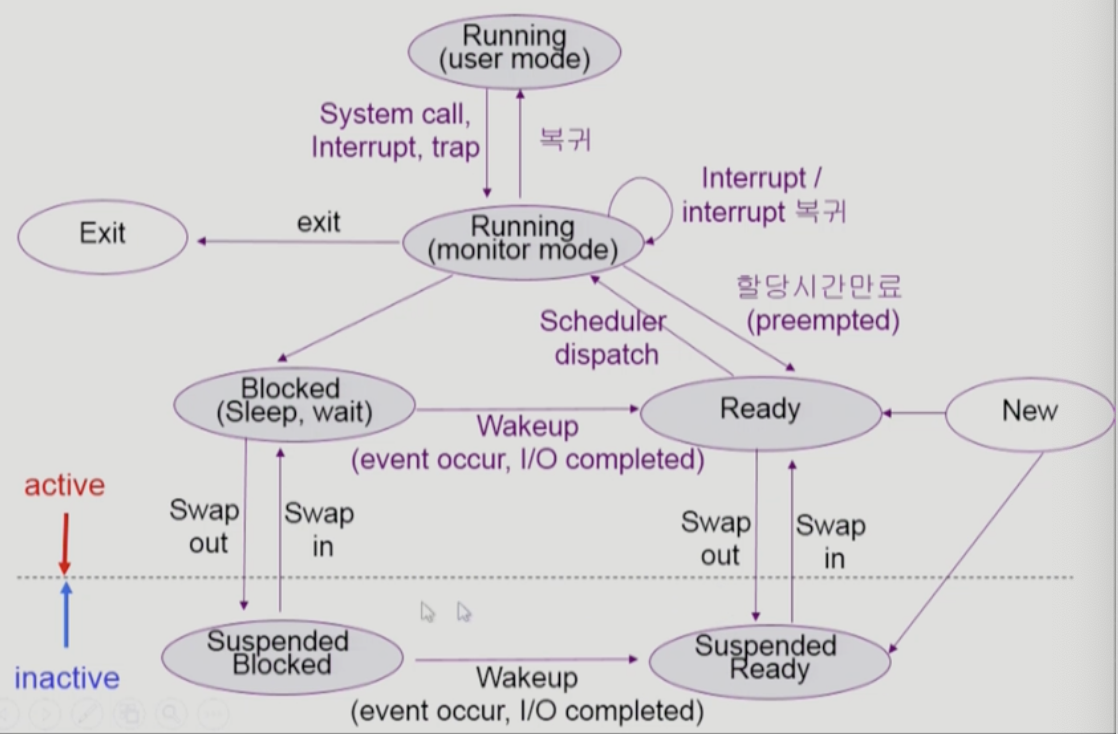 Running
(user mode)
System call,
Interrupt, trap
복귀
Interrupt /
interrupt 복귀
Exit
exit
Running
(monitor mode)
할당시간만료
(preempted)
Scheduler
dispatch
Blocked
(Sleep, wait)
Wakeup
(event occur, I/O completed)
Ready
New
active
Swap
out
Swap
in
Swap
out
Swap
in
inactive
Suspended
Blocked
Wakeup
(event occur, I/O completed)
Suspended
Ready